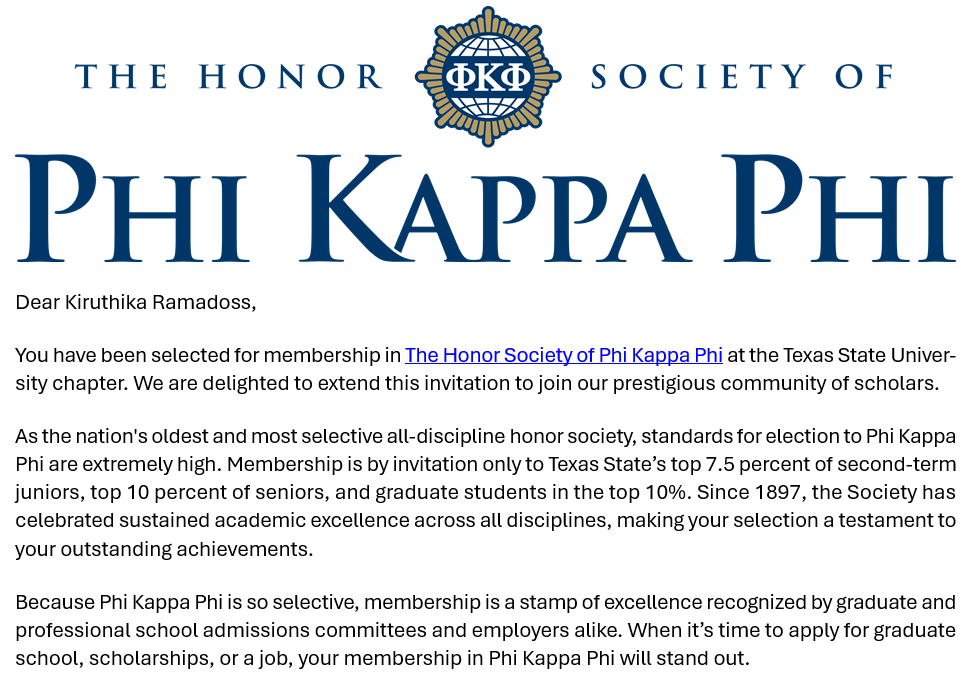 THE HONOR ΦΚΦ SOCIETY OF
PHI KAPPA PHI
Dear Kiruthika Ramadoss,
You have been selected for membership in The Honor Society of Phi Kappa Phi at the Texas State Univer-
sity chapter. We are delighted to extend this invitation to join our prestigious community of scholars.
As the nation's oldest and most selective all-discipline honor society, standards for election to Phi Kappa
Phi are extremely high. Membership is by invitation only to Texas State’s top 7.5 percent of second-term
juniors, top 10 percent of seniors, and graduate students in the top 10%. Since 1897, the Society has
celebrated sustained academic excellence across all disciplines, making your selection a testament to
your outstanding achievements.
Because Phi Kappa Phi is so selective, membership is a stamp of excellence recognized by graduate and
professional school admissions committees and employers alike. When it’s time to apply for graduate
school, scholarships, or a job, your membership in Phi Kappa Phi will stand out.